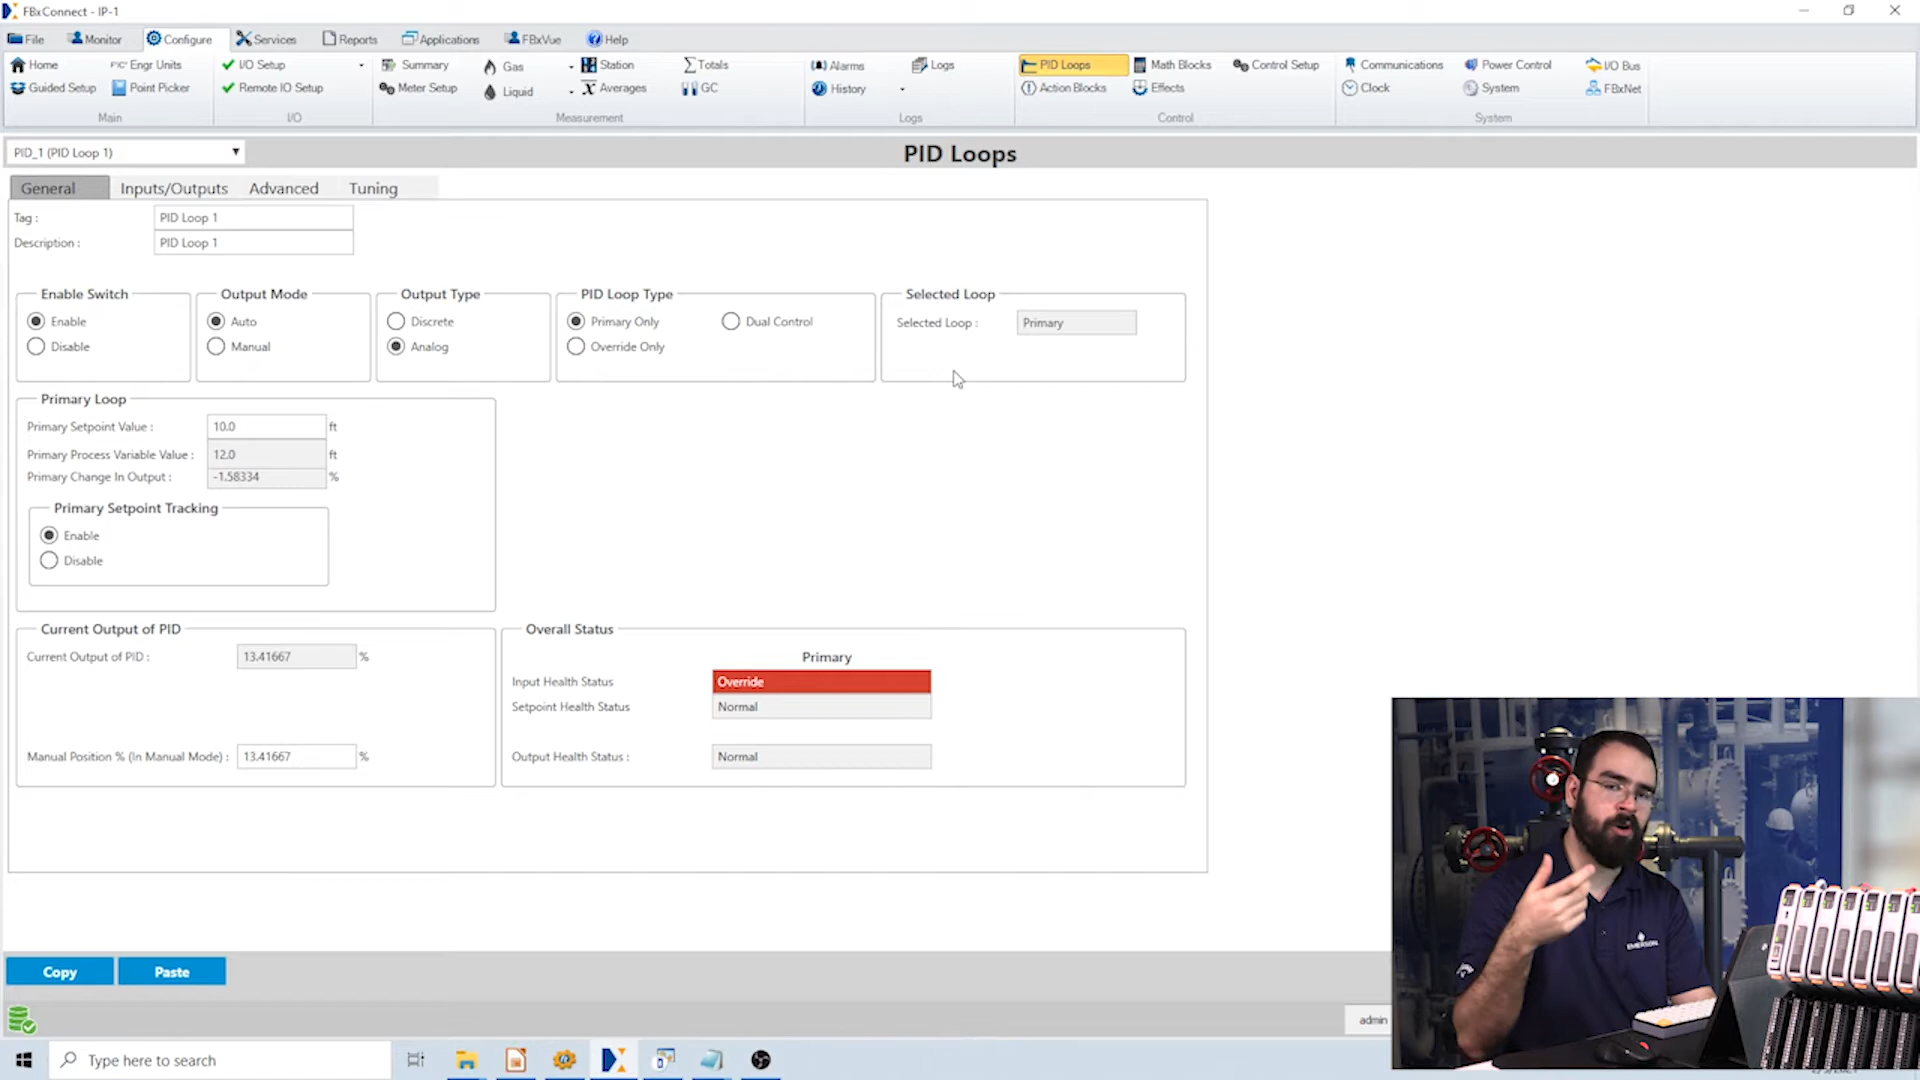 FBxConnect - IP-1
File Monitor Configure Services Reports Applications FBxVue Help
Home Engr Units I/O Setup Summary Gas Station Totals Alarms Logs PID Loops Math Blocks Control Setup Communications Power Control I/O Bus
Guided Setup Point Picker Remote IO Setup Meter Setup Liquid Averages GC History Action Blocks Effects Clock System FBxNet
Main I/O Measurement Logs Control System
PID_1 (PID Loop 1)
PID Loops
General Inputs/Outputs Advanced Tuning
Tag : PID Loop 1
Description : PID Loop 1
Enable Switch Output Mode Output Type PID Loop Type Selected Loop
Enable Auto Discrete Primary Only Dual Control Selected Loop : Primary
Disable Manual Analog Override Only
Primary Loop
Primary Setpoint Value : 10.0 ft
Primary Process Variable Value : 12.0 ft
Primary Change In Output : -1.58334 %
Primary Setpoint Tracking
Enable
Disable
Current Output of PID Overall Status
Current Output of PID : 13.41667 % Primary
Input Health Status Override
Setpoint Health Status Normal
Manual Position % (In Manual Mode) : 13.41667 % Output Health Status : Normal
EMERSON
Copy Paste
admin
Type here to search